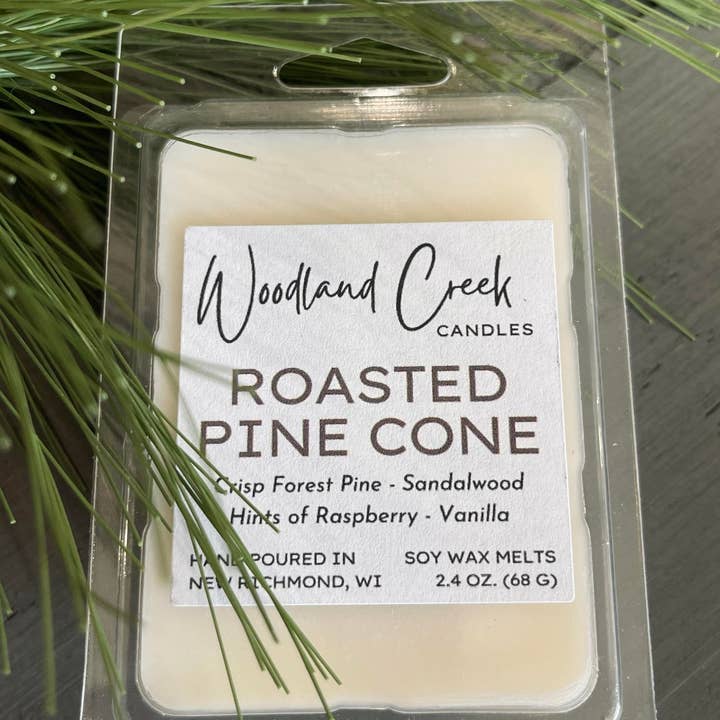 Woodland Creek
CANDLES
ROASTED
PINE CONE
Crisp Forest Pine - Sandalwood
Hints of Raspberry - Vanilla
HAND POURED IN
NEW RICHMOND, WI
SOY WAX MELTS
2.4 OZ. (68 G)